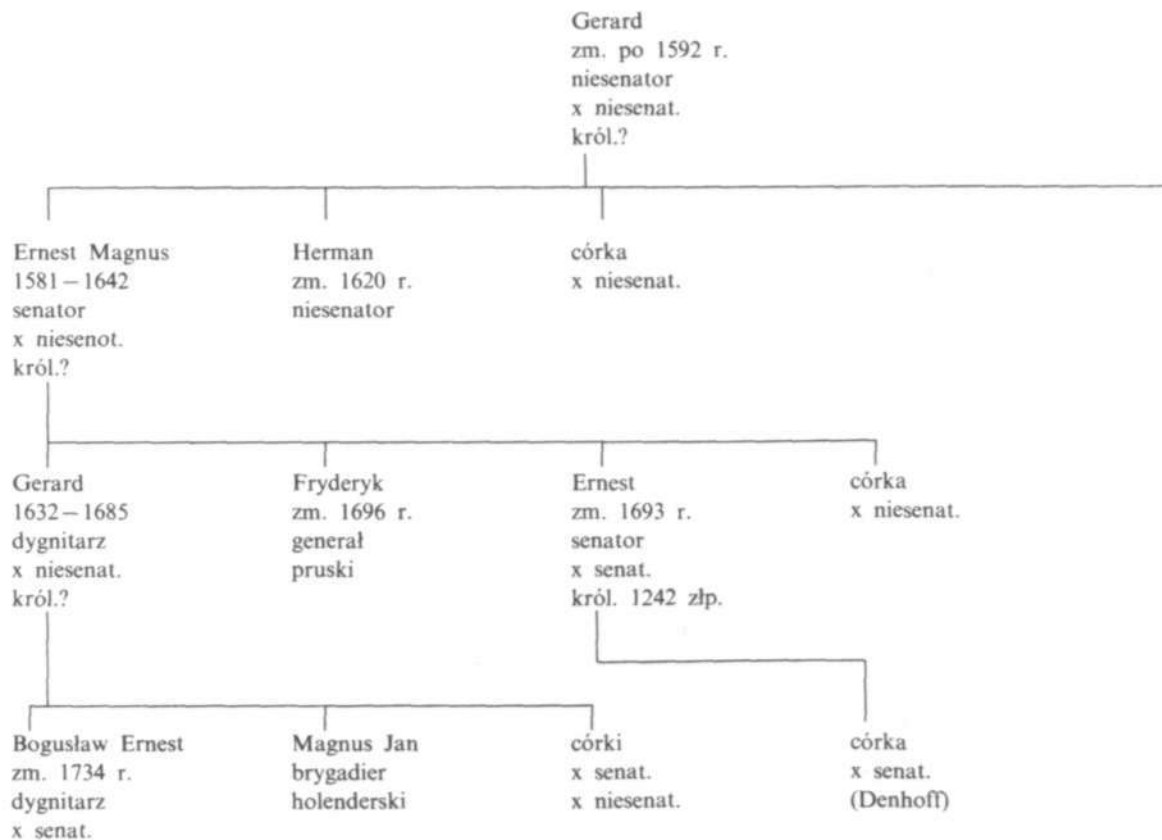 Gerard
zm. po 1592 r.
niesenator
x niesenat.
król.?
Ernest Magnus
1581–1642
senator
x niesenot.
król.?
Herman
zm. 1620 r.
niesenator
córka
x niesenat.
Gerard
1632–1685
dygnitarz
x niesenat.
król.?
Fryderyk
zm. 1696 r.
generał
pruski
Ernest
zm. 1693 r.
senator
x senat.
król. 1242 złp.
córka
x niesenat.
Bogusław Ernest
zm. 1734 r.
dygnitarz
x senat.
Magnus Jan
brygadier
holenderski
córki
x senat.
x niesenat.
córka
x senat.
(Denhoff)